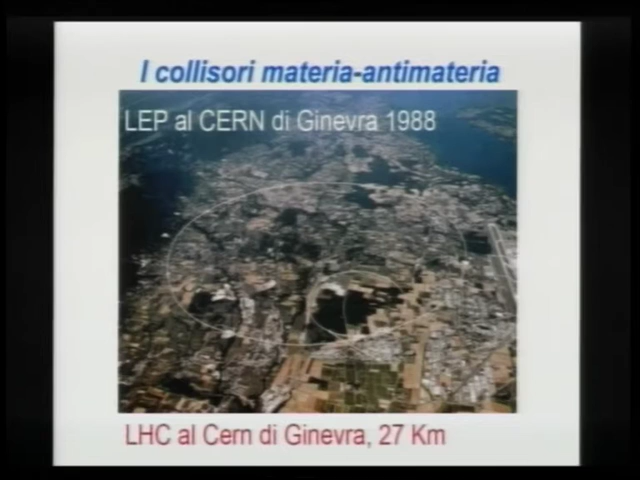 I collisori materia-antimateria
LEP al CERN di Ginevra 1988
LHC al Cern di Ginevra, 27 Km